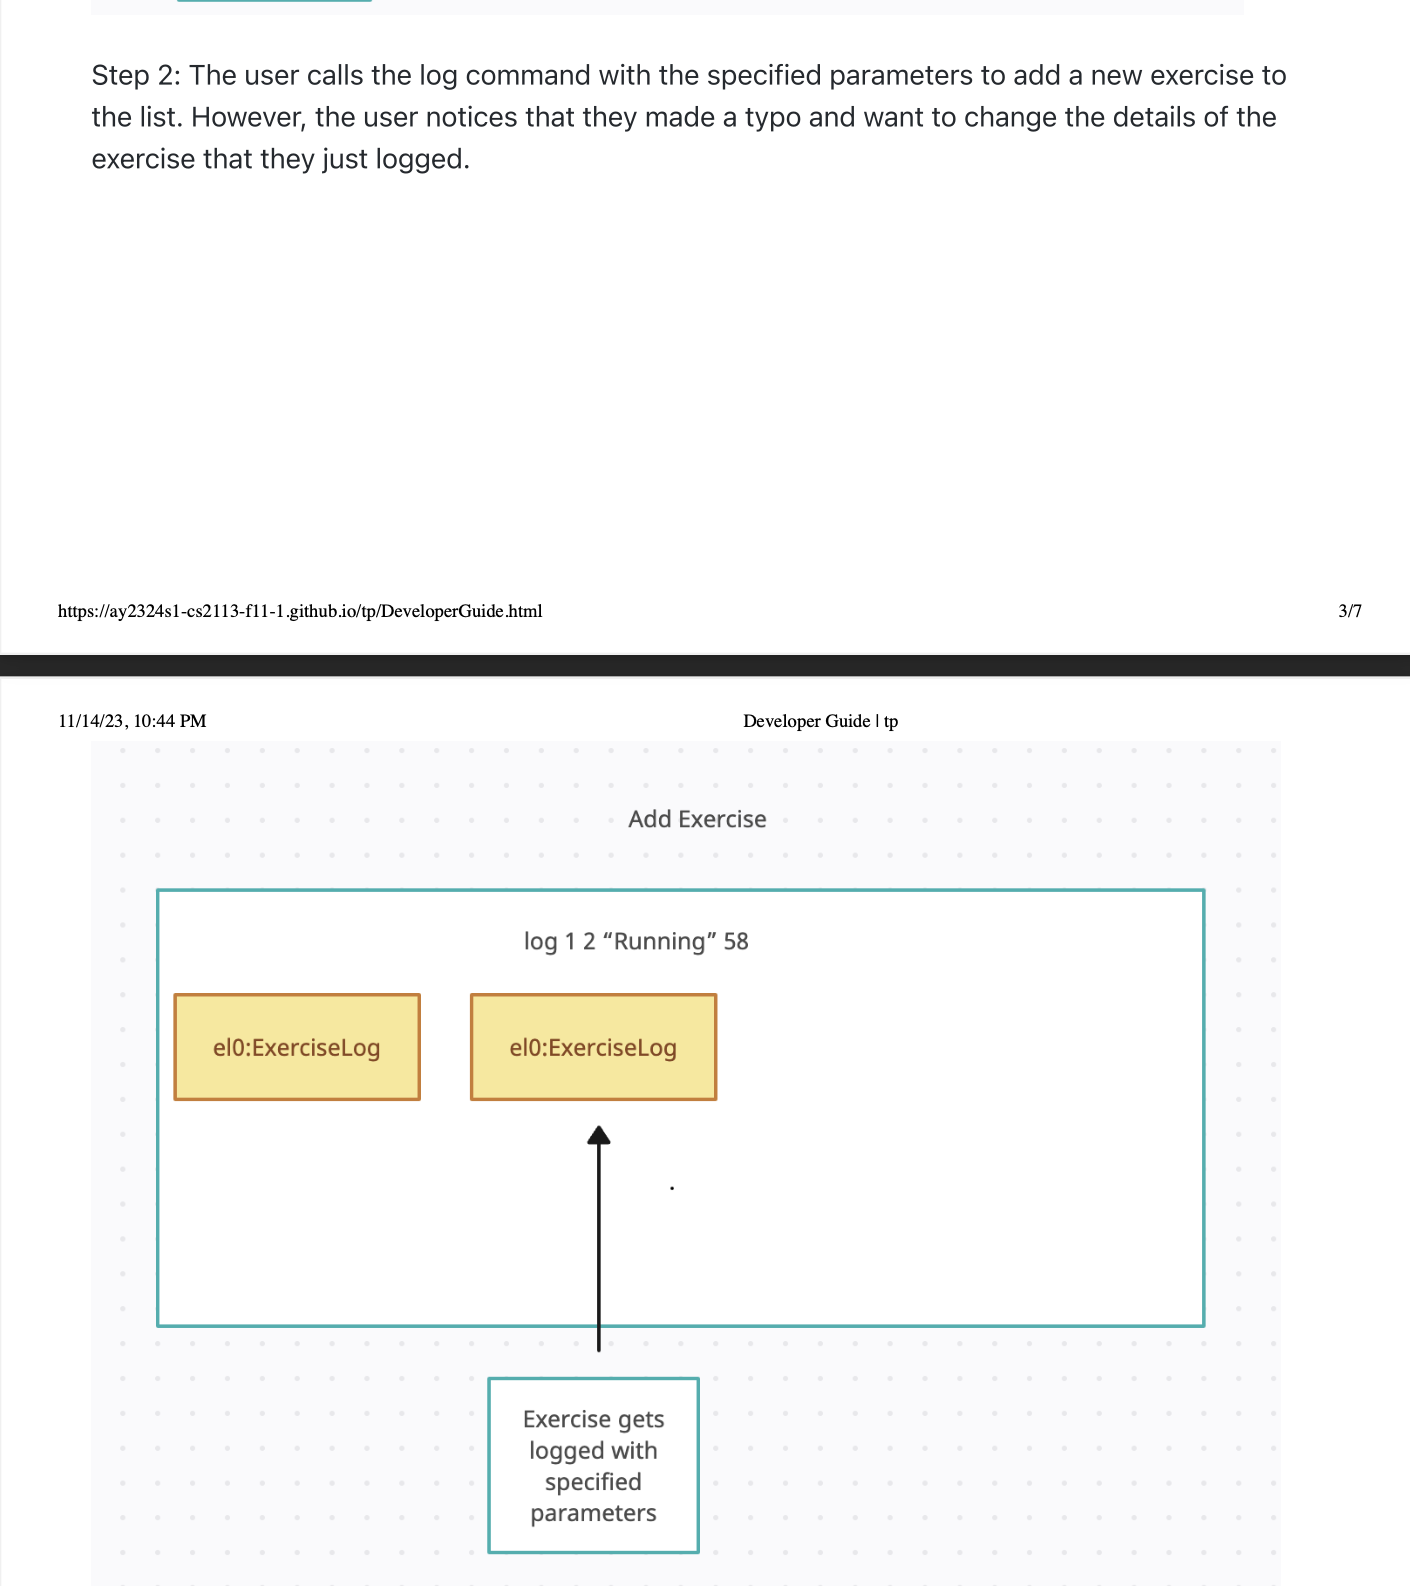 Step 2: The user calls the log command with the specified parameters to add a new exercise to
the list. However, the user notices that they made a typo and want to change the details of the
exercise that they just logged.
https://ay2324s1-cs2113-f11-1.github.io/tp/DeveloperGuide.html 3/7
11/14/23, 10:44 PM Developer Guide | tp
Add Exercise
log 1 2 “Running” 58
el0:ExerciseLog el0:ExerciseLog
Exercise gets
logged with
specified
parameters